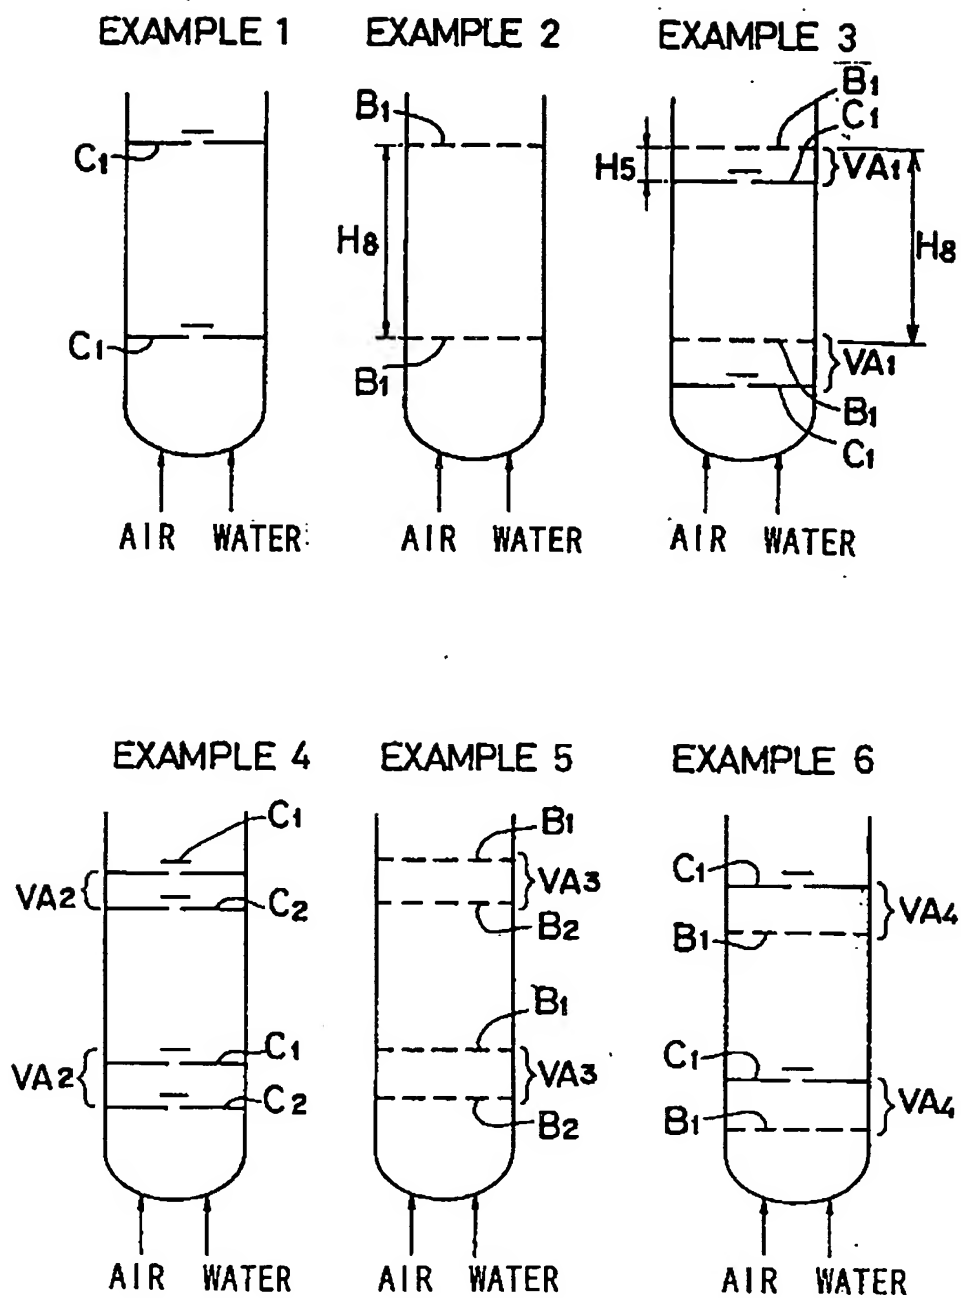 EXAMPLE 1
EXAMPLE 2
EXAMPLE 3
C1
C1
AIR WATER
B1
H8
B1
AIR WATER
B1
C1
H5
VA1
H8
VA1
B1
C1
AIR WATER
EXAMPLE 4
EXAMPLE 5
EXAMPLE 6
C1
VA2
C2
C1
VA2
C2
AIR WATER
B1
VA3
B2
B1
VA3
B2
AIR WATER
C1
VA4
B1
C1
VA4
B1
AIR WATER